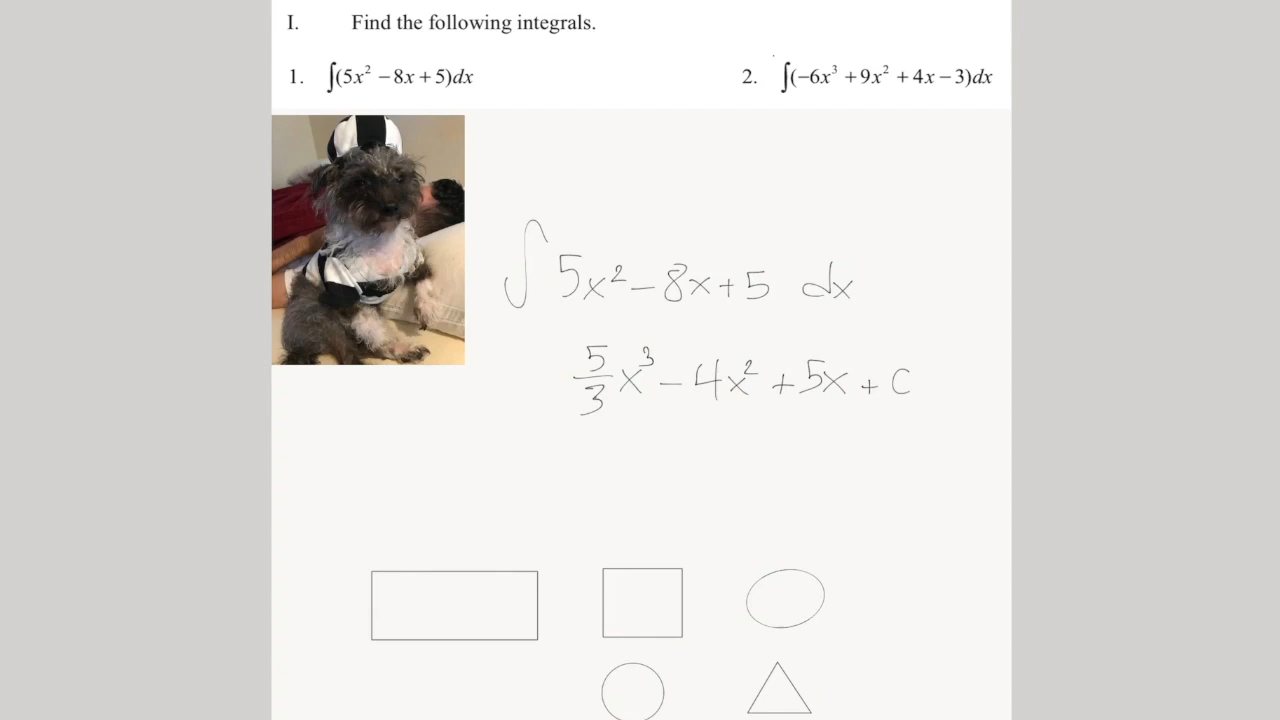 I. Find the following integrals.
1. ∫(5x² − 8x + 5)dx 2. ∫(−6x³ + 9x² + 4x − 3)dx
∫ 5x² − 8x + 5 dx
5/3 x³ − 4x² + 5x + C